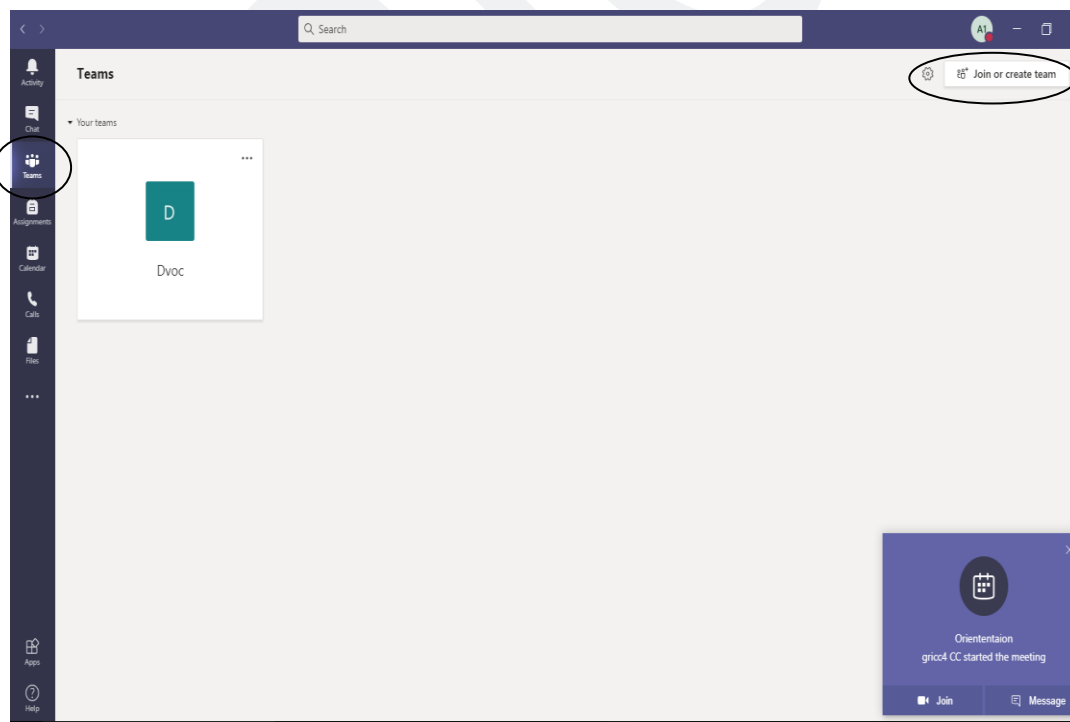 Search
A1
Activity
Teams
Join or create team
Chat
Your teams
Teams
D
Assignments
Dvoc
Calendar
Calls
Files
Oriententaion
gricc4 CC started the meeting
Apps
Join
Message
Help